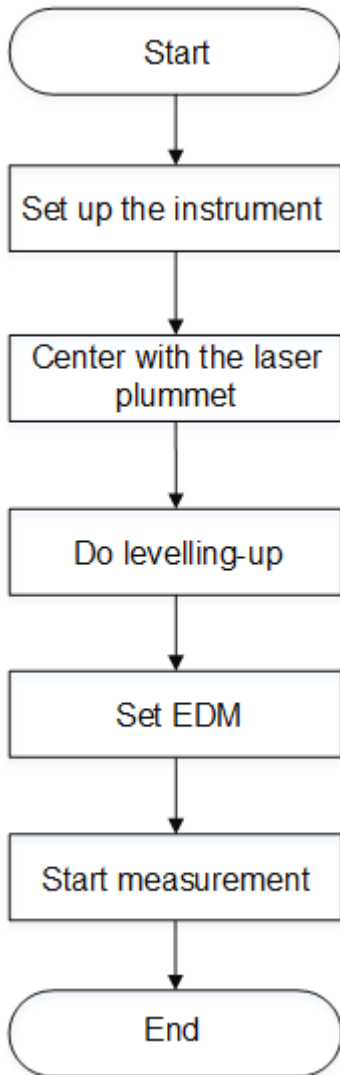 Start
Set up the instrument
Center with the laser
plummet
Do levelling-up
Set EDM
Start measurement
End